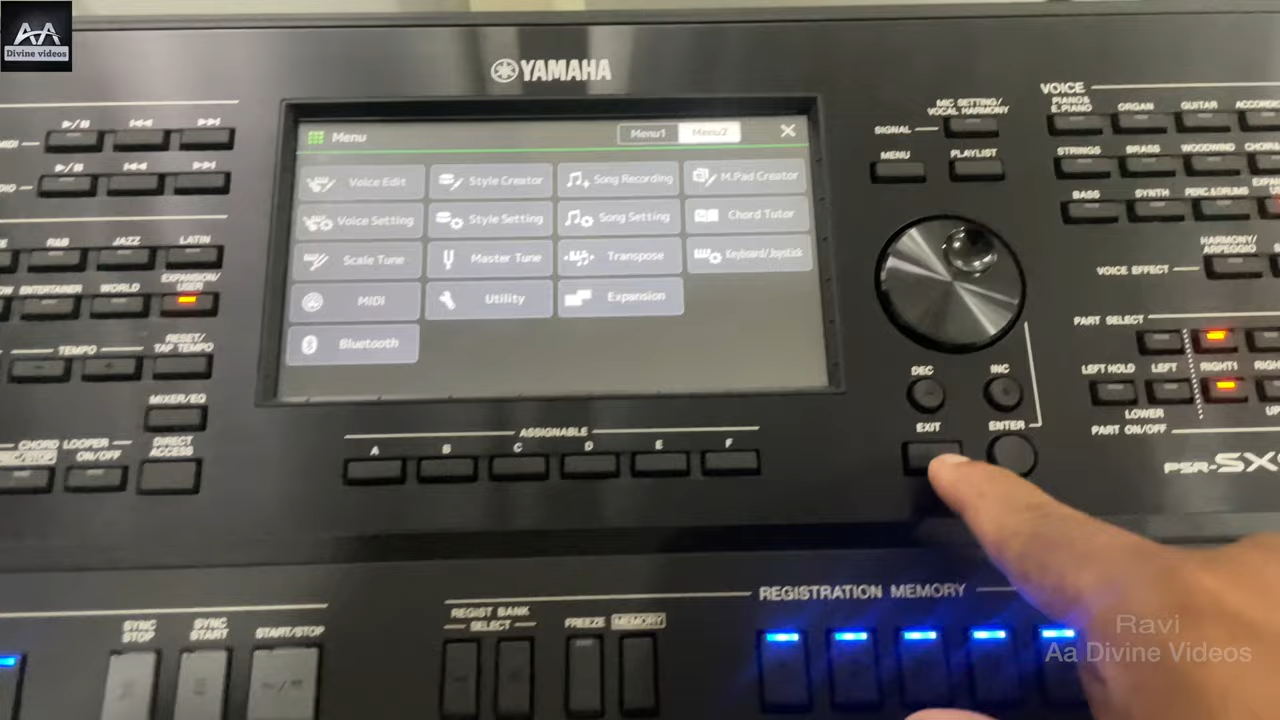 AA
Divine videos
YAMAHA
Menu
Menu1
Menu2
Voice Edit
Style Creator
Song Recording
M.Pad Creator
Voice Setting
Style Setting
Song Setting
Chord Tutor
Scale Tune
Master Tune
Transpose
Keyboard/Joystick
MIDI
Utility
Expansion
Bluetooth
R&B
JAZZ
LATIN
ENTERTAINER
WORLD
EXPANSION/
USER
TEMPO
RESET/
TAP TEMPO
MIXER/EQ
CHORD LOOPER
ON/OFF
DIRECT
ACCESS
ASSIGNABLE
A
B
C
D
E
F
MIC SETTING/
VOCAL HARMONY
SIGNAL
MENU
PLAYLIST
DEC
INC
EXIT
ENTER
VOICE
PIANO &
E.PIANO
ORGAN
GUITAR
STRINGS
BRASS
WOODWIND
BASS
SYNTH
PERC.&DRUMS
HARMONY/
ARPEGGIO
VOICE EFFECT
PART SELECT
LEFT HOLD
LEFT
RIGHT1
LOWER
PART ON/OFF
PSR-SX
SYNC
STOP
SYNC
START
START/STOP
REGIST BANK
SELECT
FREEZE
MEMORY
REGISTRATION MEMORY
Ravi
Aa Divine Videos